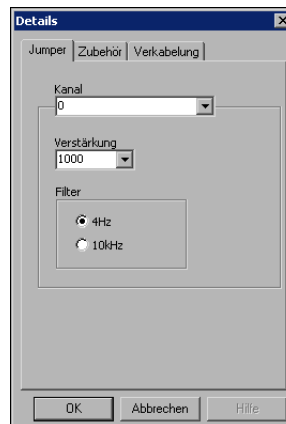 Details
Jumper Zubehör Verkabelung
Kanal
0
Verstärkung
1000
Filter
4Hz
10kHz
OK Abbrechen Hilfe